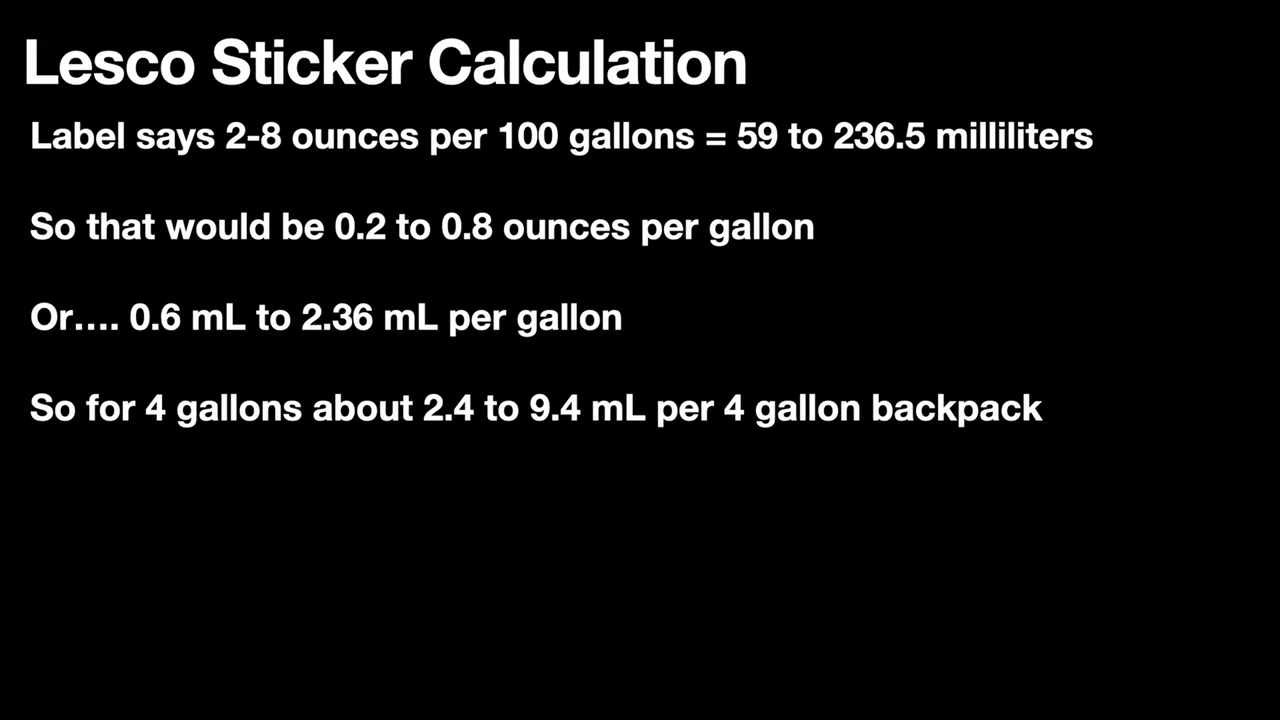 Lesco Sticker Calculation
Label says 2-8 ounces per 100 gallons = 59 to 236.5 milliliters
So that would be 0.2 to 0.8 ounces per gallon
Or.... 0.6 mL to 2.36 mL per gallon
So for 4 gallons about 2.4 to 9.4 mL per 4 gallon backpack